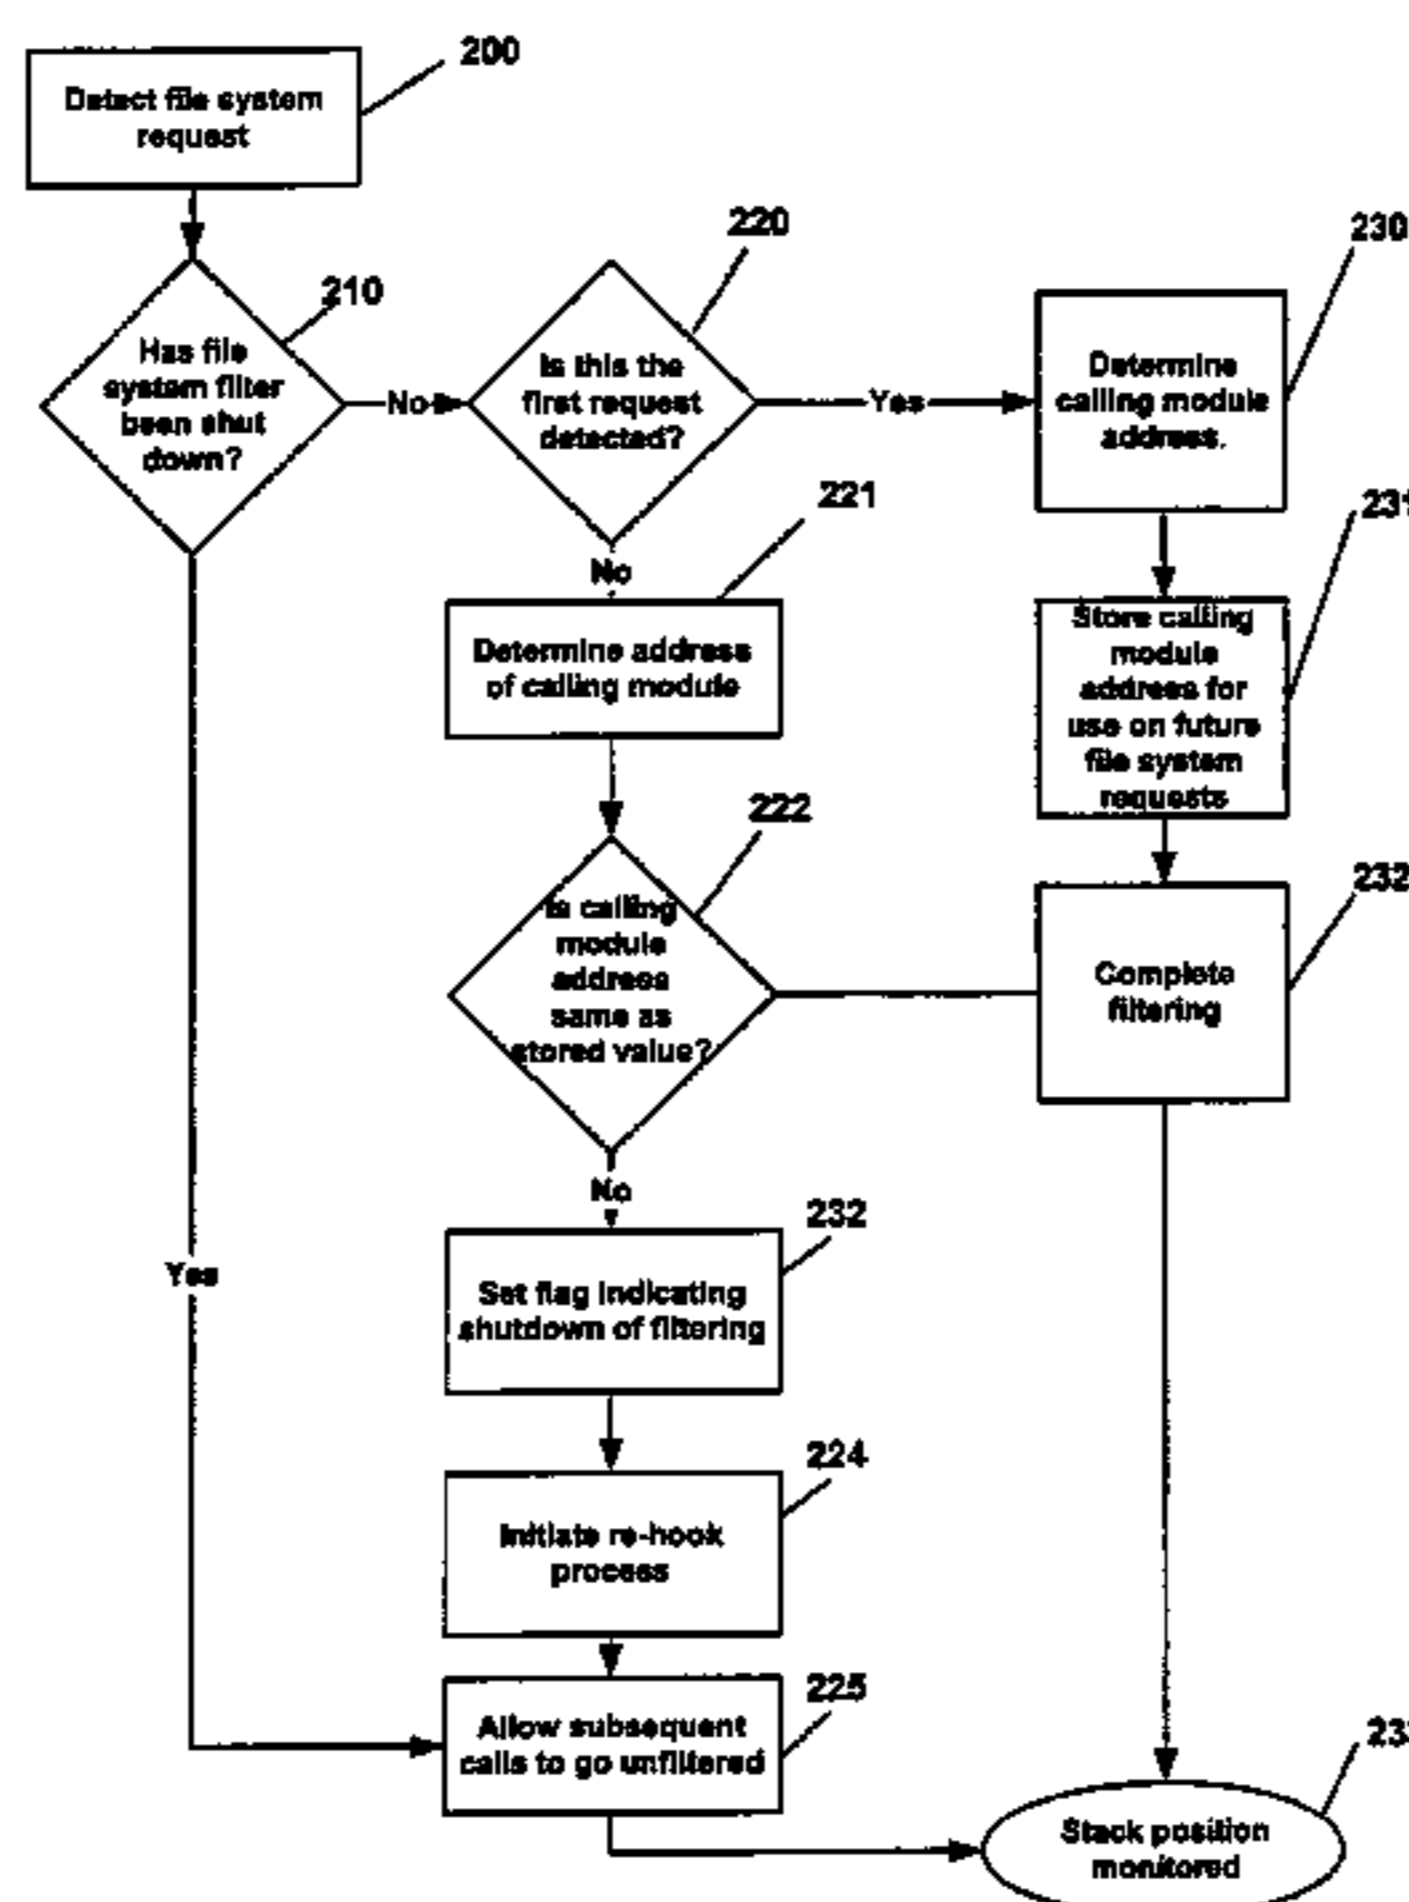 200
Detect file system
request
210
Has file
system filter
been shut
down?
No
220
Is this the
first request
detected?
Yes
230
Determine
calling module
address.
231
Store calling
module
address for
use on future
file system
requests
No
221
Determine address
of calling module
222
Is calling
module
address
same as
stored value?
232
Complete
filtering
No
232
Set flag indicating
shutdown of filtering
Yes
224
Initiate re-hook
process
225
Allow subsequent
calls to go unfiltered
Stack position
monitored